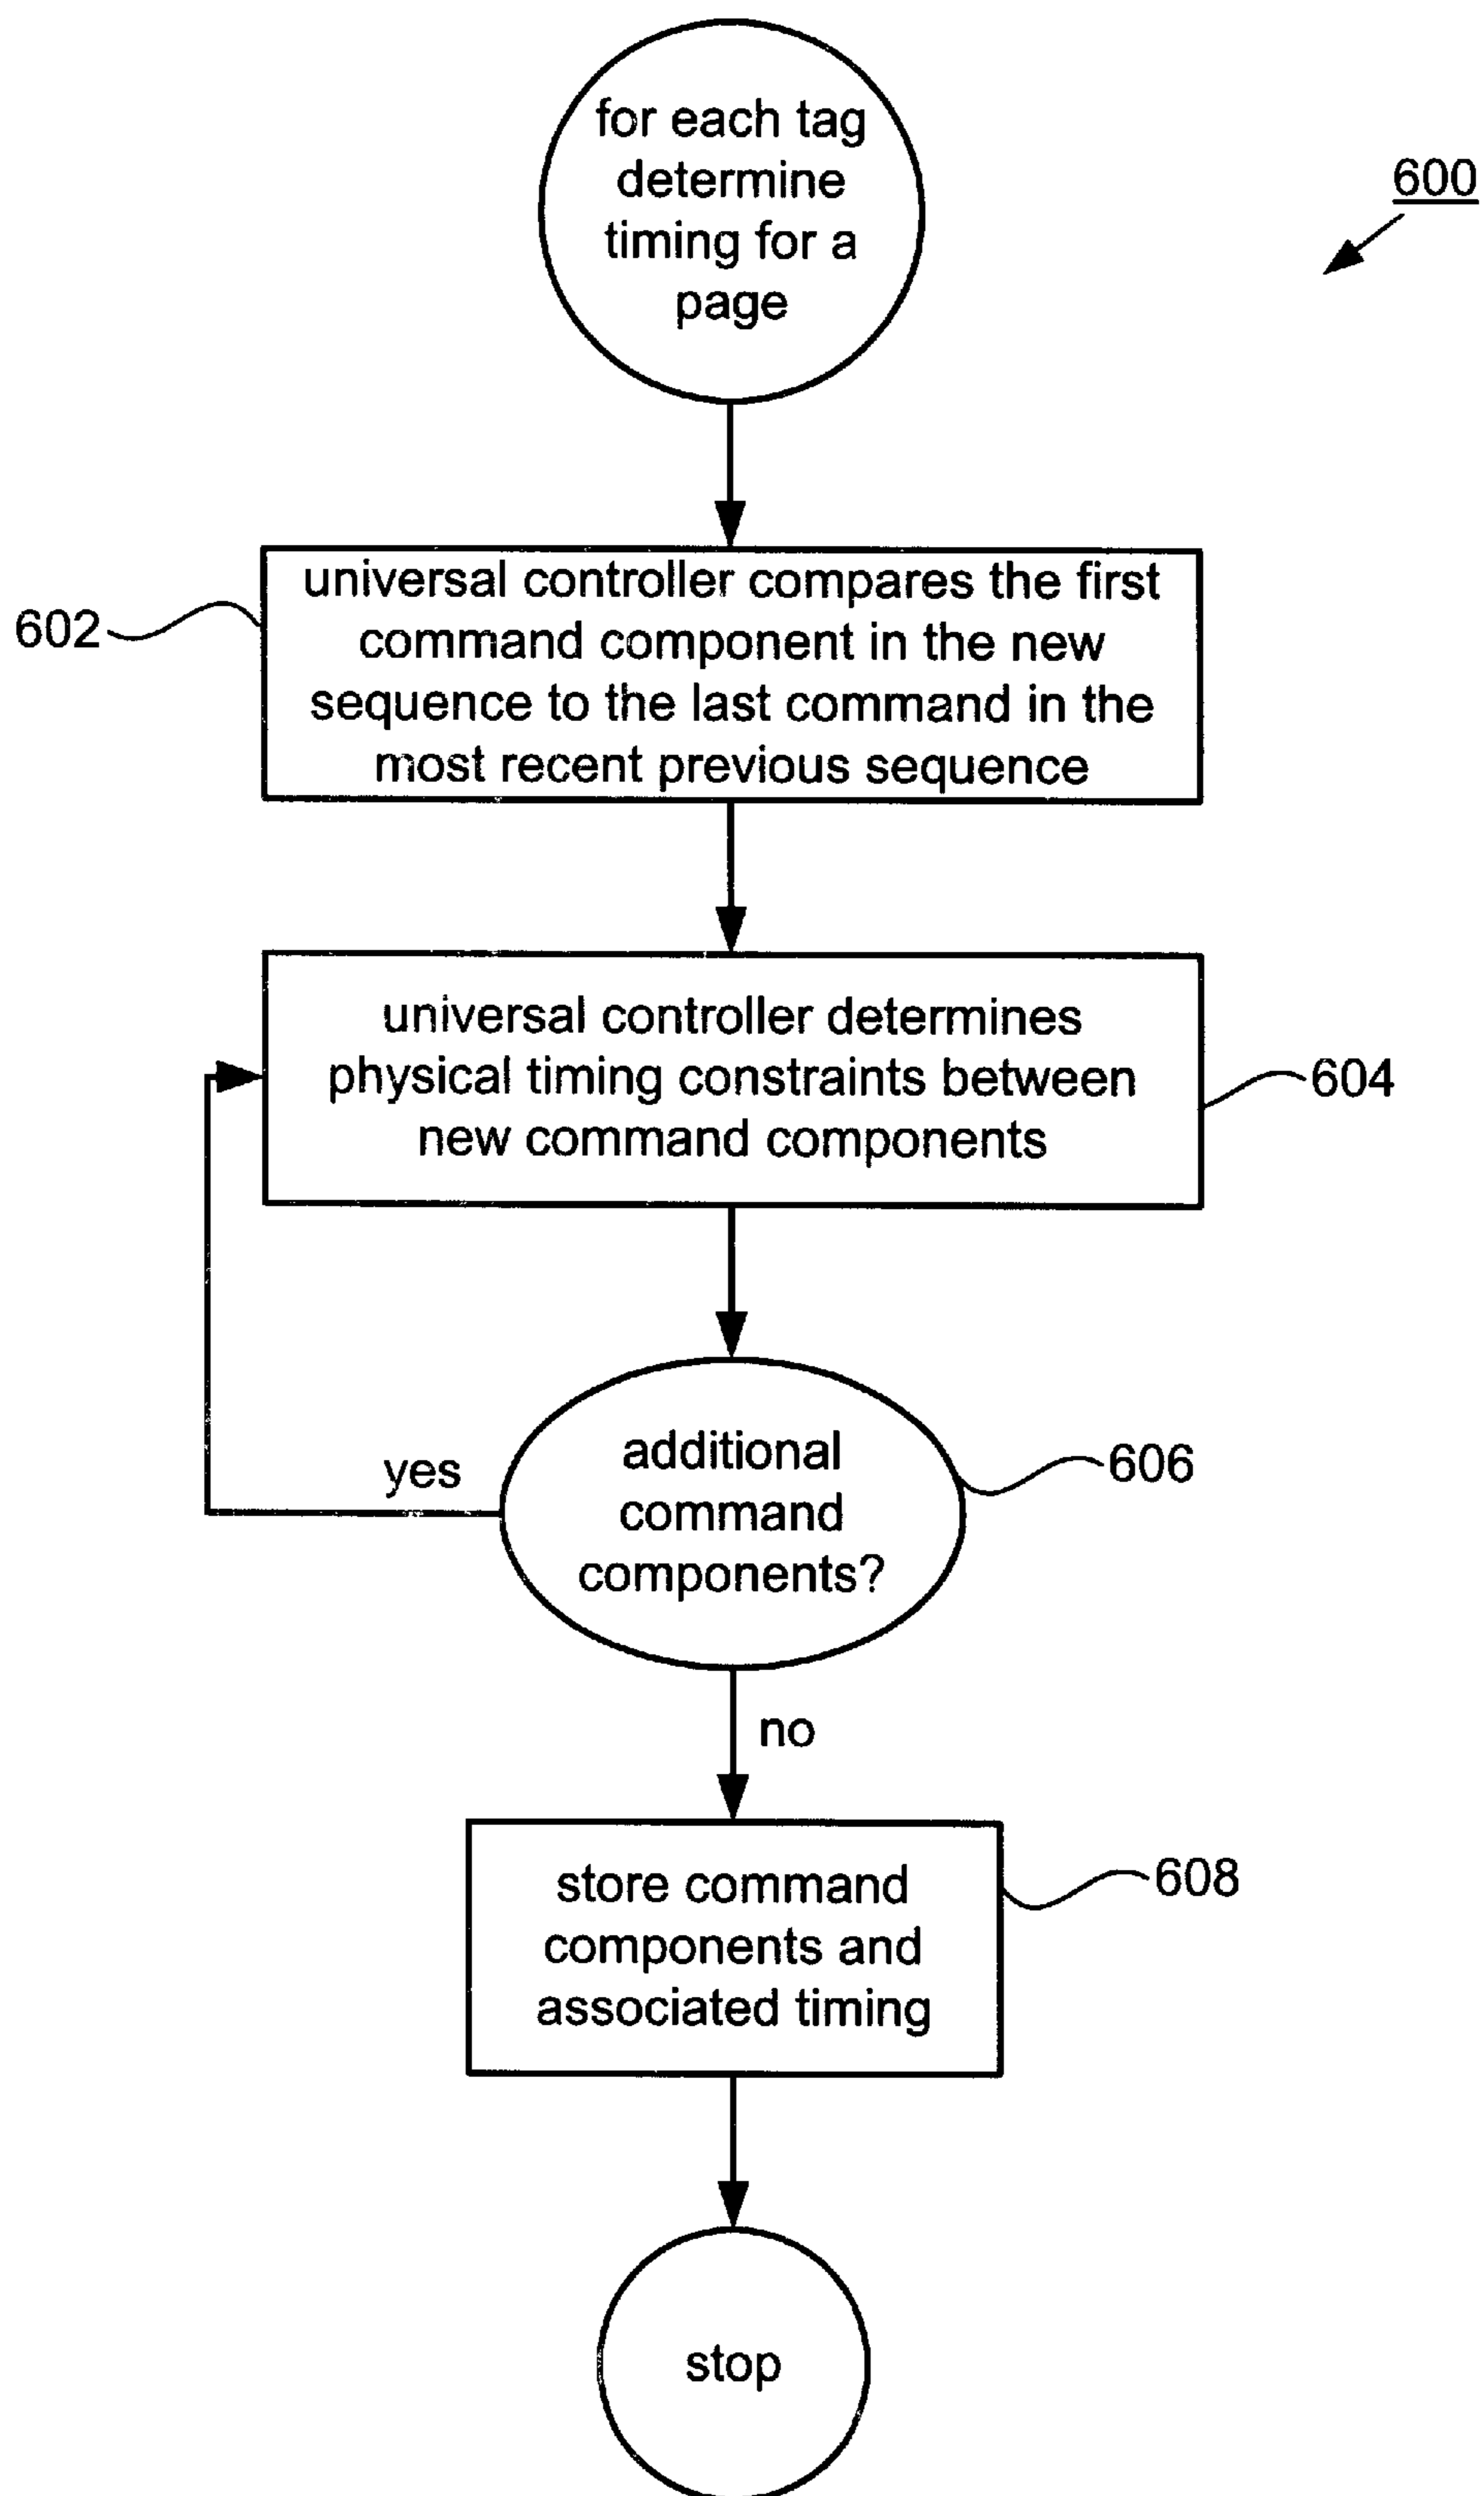 for each tag
determine
timing for a
page
600
universal controller compares the first
command component in the new
sequence to the last command in the
most recent previous sequence
602
universal controller determines
physical timing constraints between
new command components
604
additional
command
components?
606
yes
no
store command
components and
associated timing
608
stop